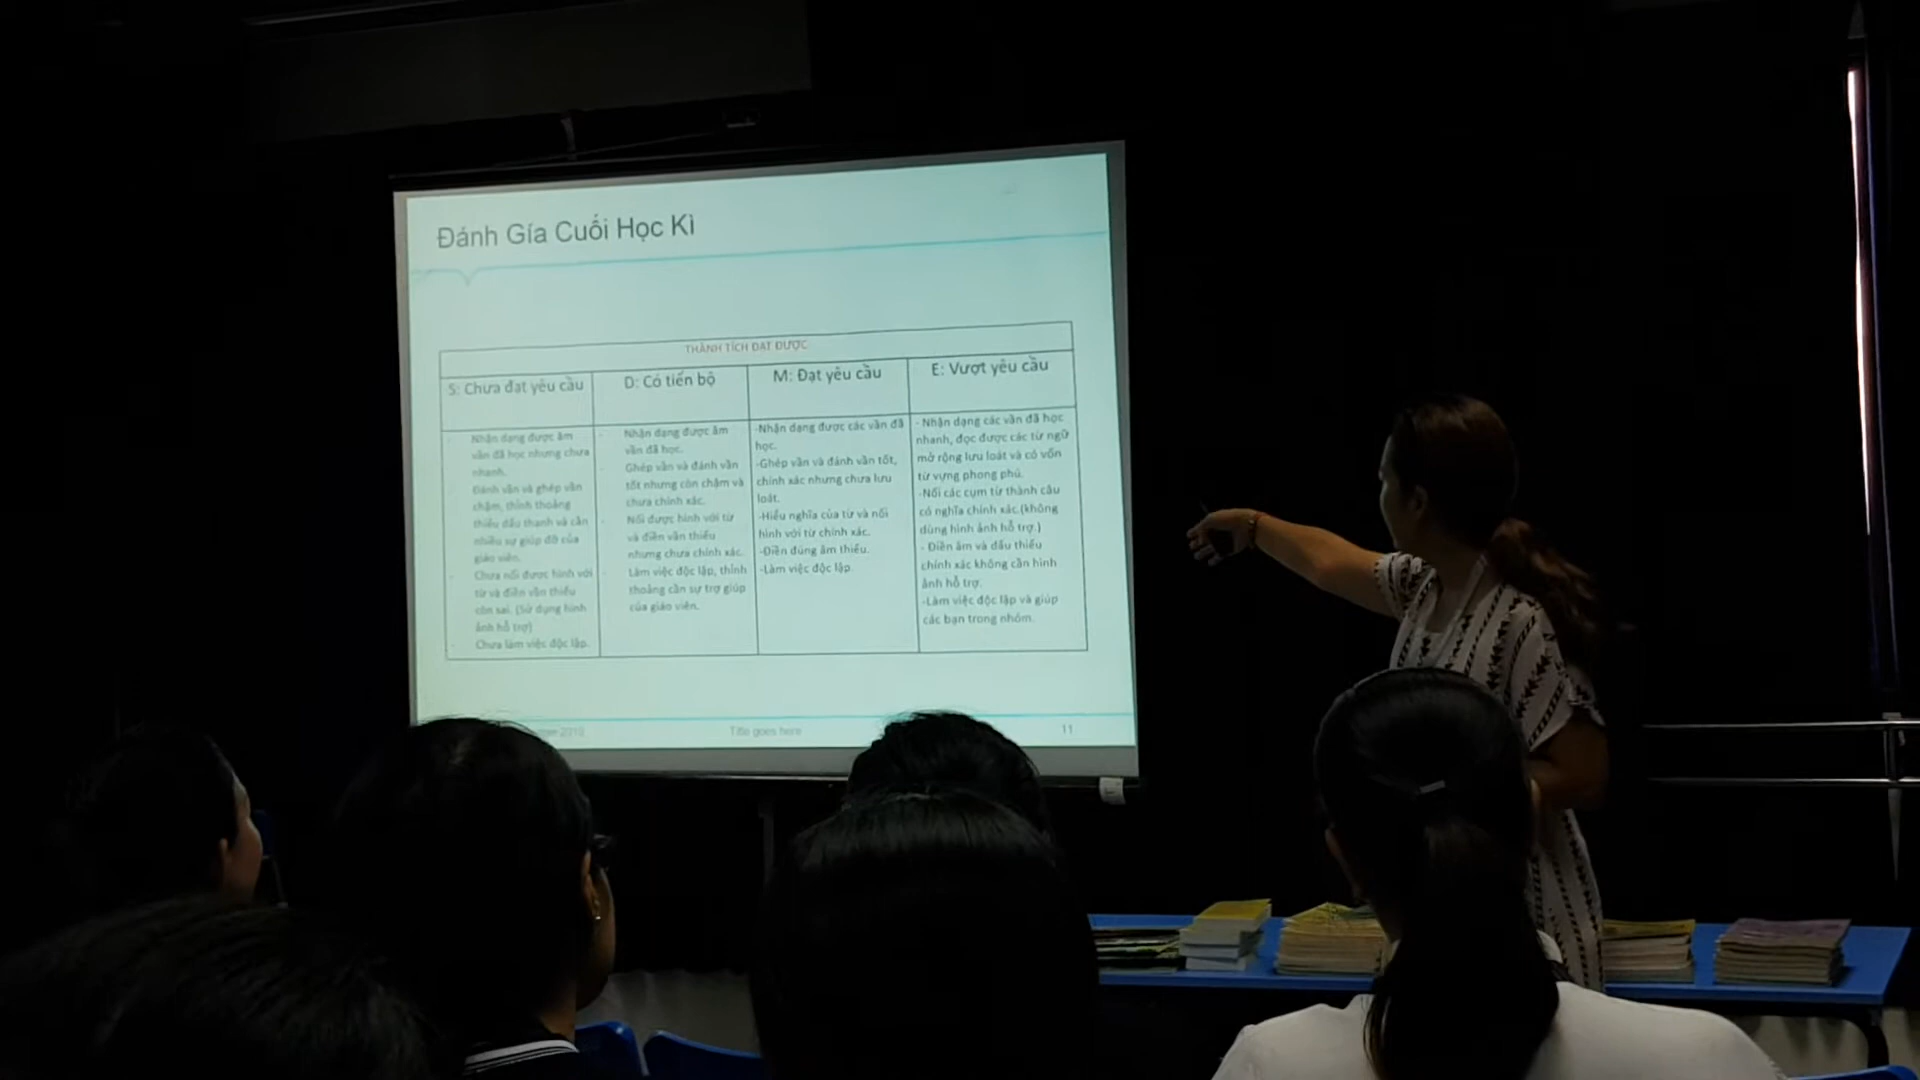 Đánh Gía Cuối Học Kì
THÀNH TÍCH ĐẠT ĐƯỢC
S: Chưa đạt yêu cầu
D: Có tiến bộ
M: Đạt yêu cầu
E: Vượt yêu cầu
- Nhận dạng được âm
vần đã học nhưng chưa
nhanh.
- Đánh vần và ghép vần
chậm, thỉnh thoảng
thiếu dấu thanh và cần
nhiều sự giúp đỡ của
giáo viên.
- Chưa nối được hình với
từ và điền vần thiếu
còn sai. (Sử dụng hình
ảnh hỗ trợ)
- Chưa làm việc độc lập.
- Nhận dạng được âm
vần đã học.
- Ghép vần và đánh vần
tốt nhưng còn chậm và
chưa chính xác.
- Nối được hình với từ
và điền vần thiếu
nhưng chưa chính xác.
- Làm việc độc lập, thỉnh
thoảng cần sự trợ giúp
của giáo viên.
-Nhận dạng được các vần đã
học.
-Ghép vần và đánh vần tốt,
chính xác nhưng chưa lưu
loát.
-Hiểu nghĩa của từ và nối
hình với từ chính xác.
-Điền đúng âm thiếu.
-Làm việc độc lập
- Nhận dạng các vần đã học
nhanh, đọc được các từ ngữ
mở rộng lưu loát và có vốn
từ vựng phong phú.
-Nối các cụm từ thành câu
có nghĩa chính xác.(không
dùng hình ảnh hỗ trợ.)
- Điền âm và dấu thiếu
chính xác không cần hình
ảnh hỗ trợ.
-Làm việc độc lập và giúp
các bạn trong nhóm.
Title goes here
11